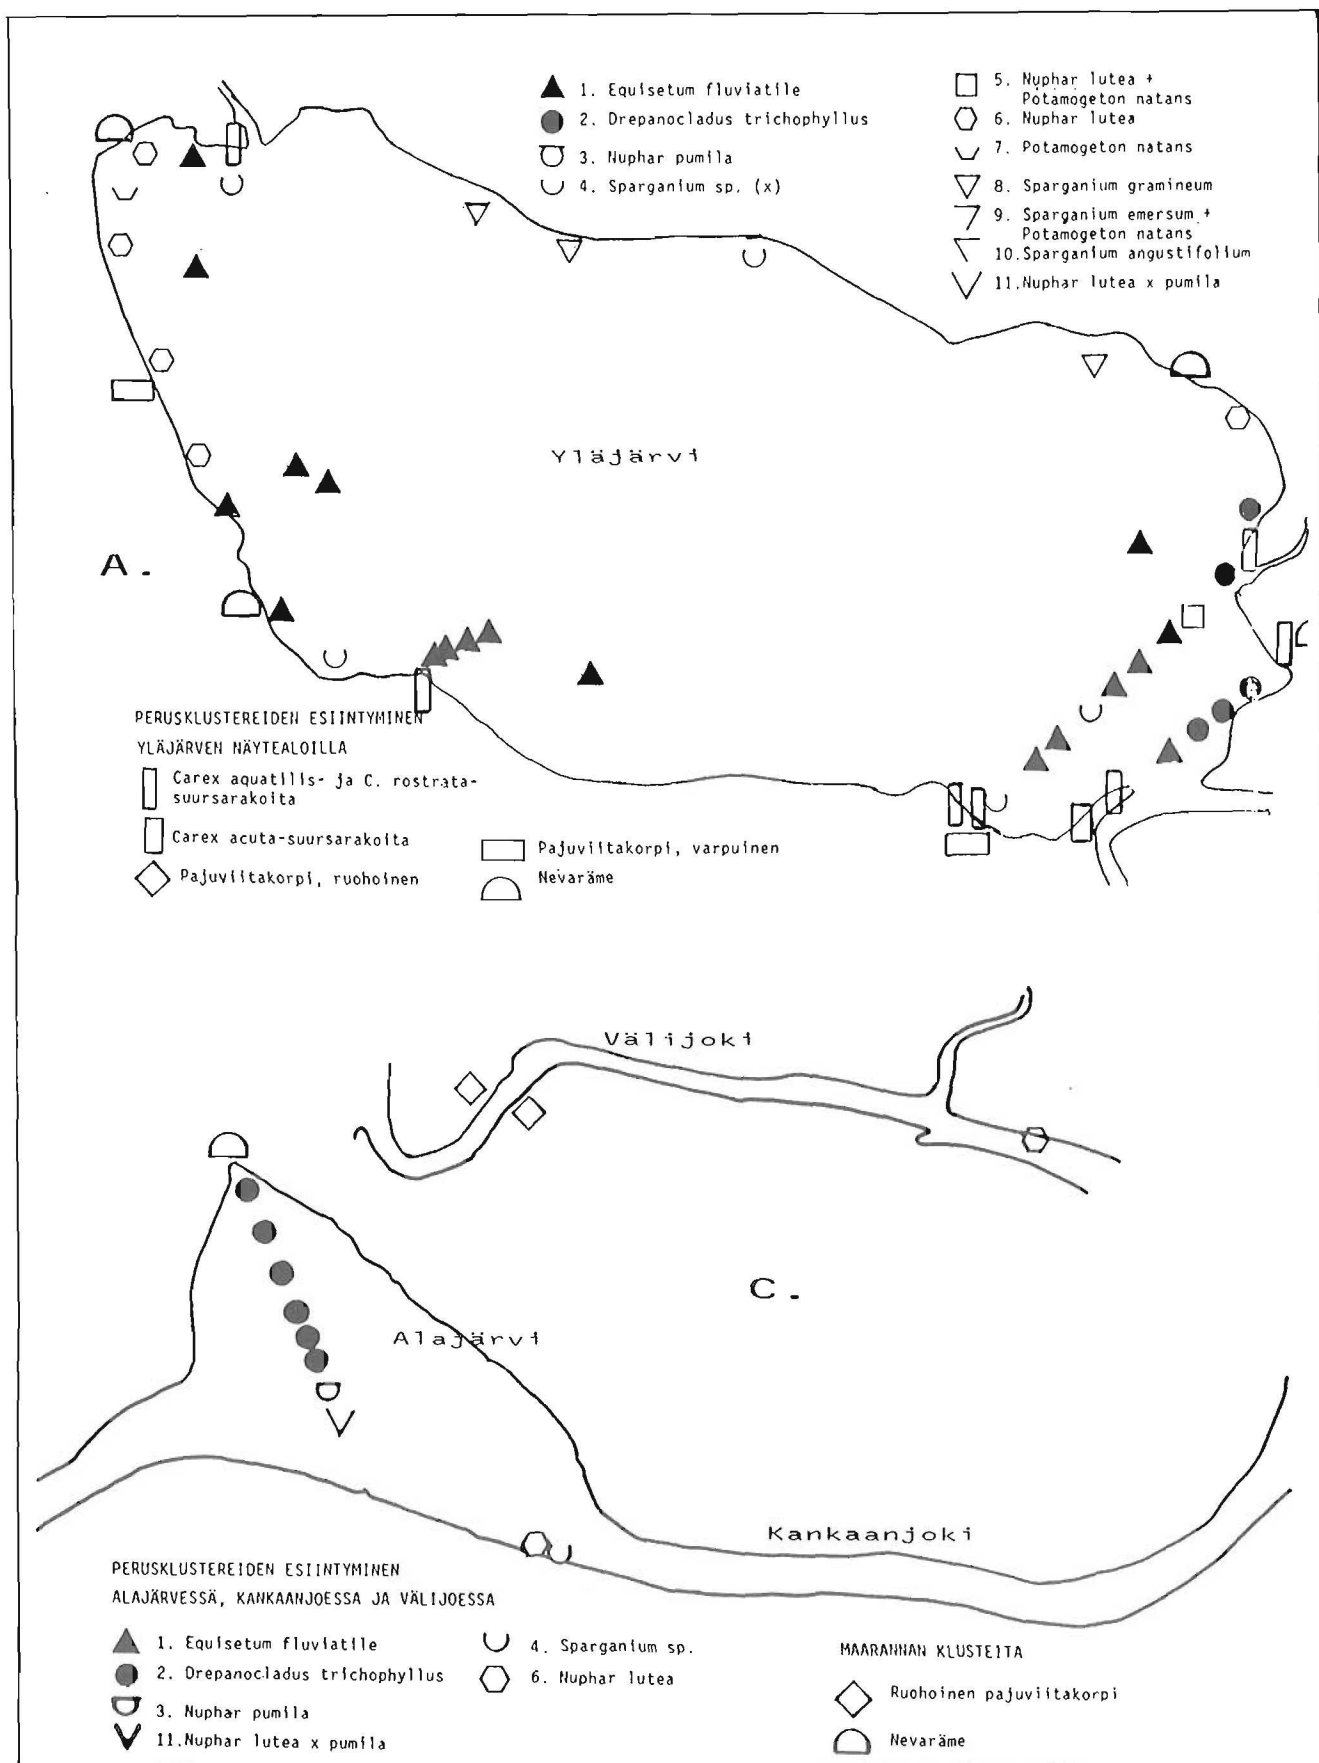 1. Equisetum fluviatile
2. Drepanocladus trichophyllus
3. Nuphar pumila
4. Sparganium sp. (x)
5. Nuphar lutea +
Potamogeton natans
6. Nuphar lutea
7. Potamogeton natans
8. Sparganium gramineum
9. Sparganium emersum +
Potamogeton natans
10.Sparganium angustifolium
11.Nuphar lutea x pumila
Yläjärvi
A.
PERUSKLUSTEREIDEN ESIINTYMINEN
YLÄJÄRVEN NÄYTEALOILLA
Carex aquatilis- ja C. rostrata-
suursarakoita
Carex acuta-suursarakoita
Pajuviitakorpi, ruohoinen
Pajuviitakorpi, varpuinen
Nevaräme
Välijoki
C.
Alajärvi
Kankaanjoki
PERUSKLUSTEREIDEN ESIINTYMINEN
ALAJÄRVESSÄ, KANKAANJOESSA JA VÄLIJOESSA
1. Equisetum fluviatile
2. Drepanocladus trichophyllus
3. Nuphar pumila
11.Nuphar lutea x pumila
4. Sparganium sp.
6. Nuphar lutea
MAARANNAN KLUSTEITA
Ruohoinen pajuviitakorpi
Nevaräme